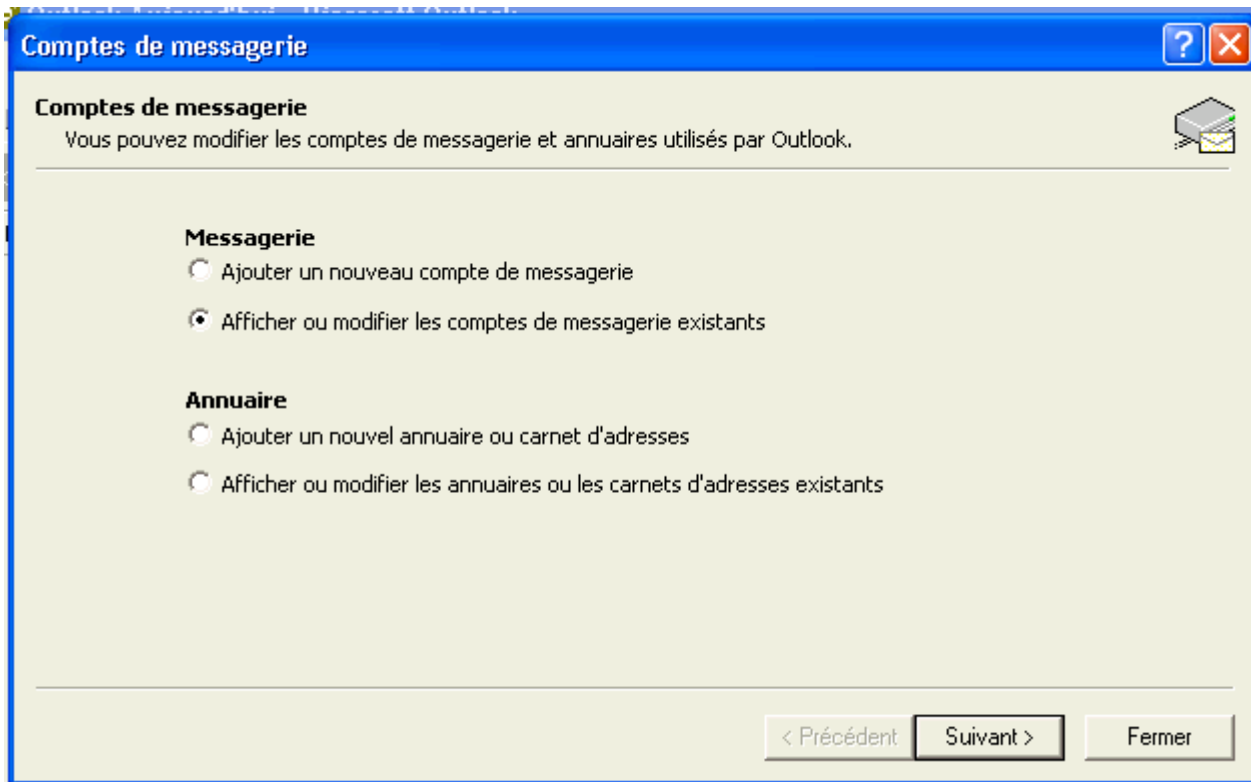 Comptes de messagerie
Comptes de messagerie
Vous pouvez modifier les comptes de messagerie et annuaires utilisés par Outlook.
Messagerie
Ajouter un nouveau compte de messagerie
Afficher ou modifier les comptes de messagerie existants
Annuaire
Ajouter un nouvel annuaire ou carnet d'adresses
Afficher ou modifier les annuaires ou les carnets d'adresses existants
< Précédent
Suivant >
Fermer